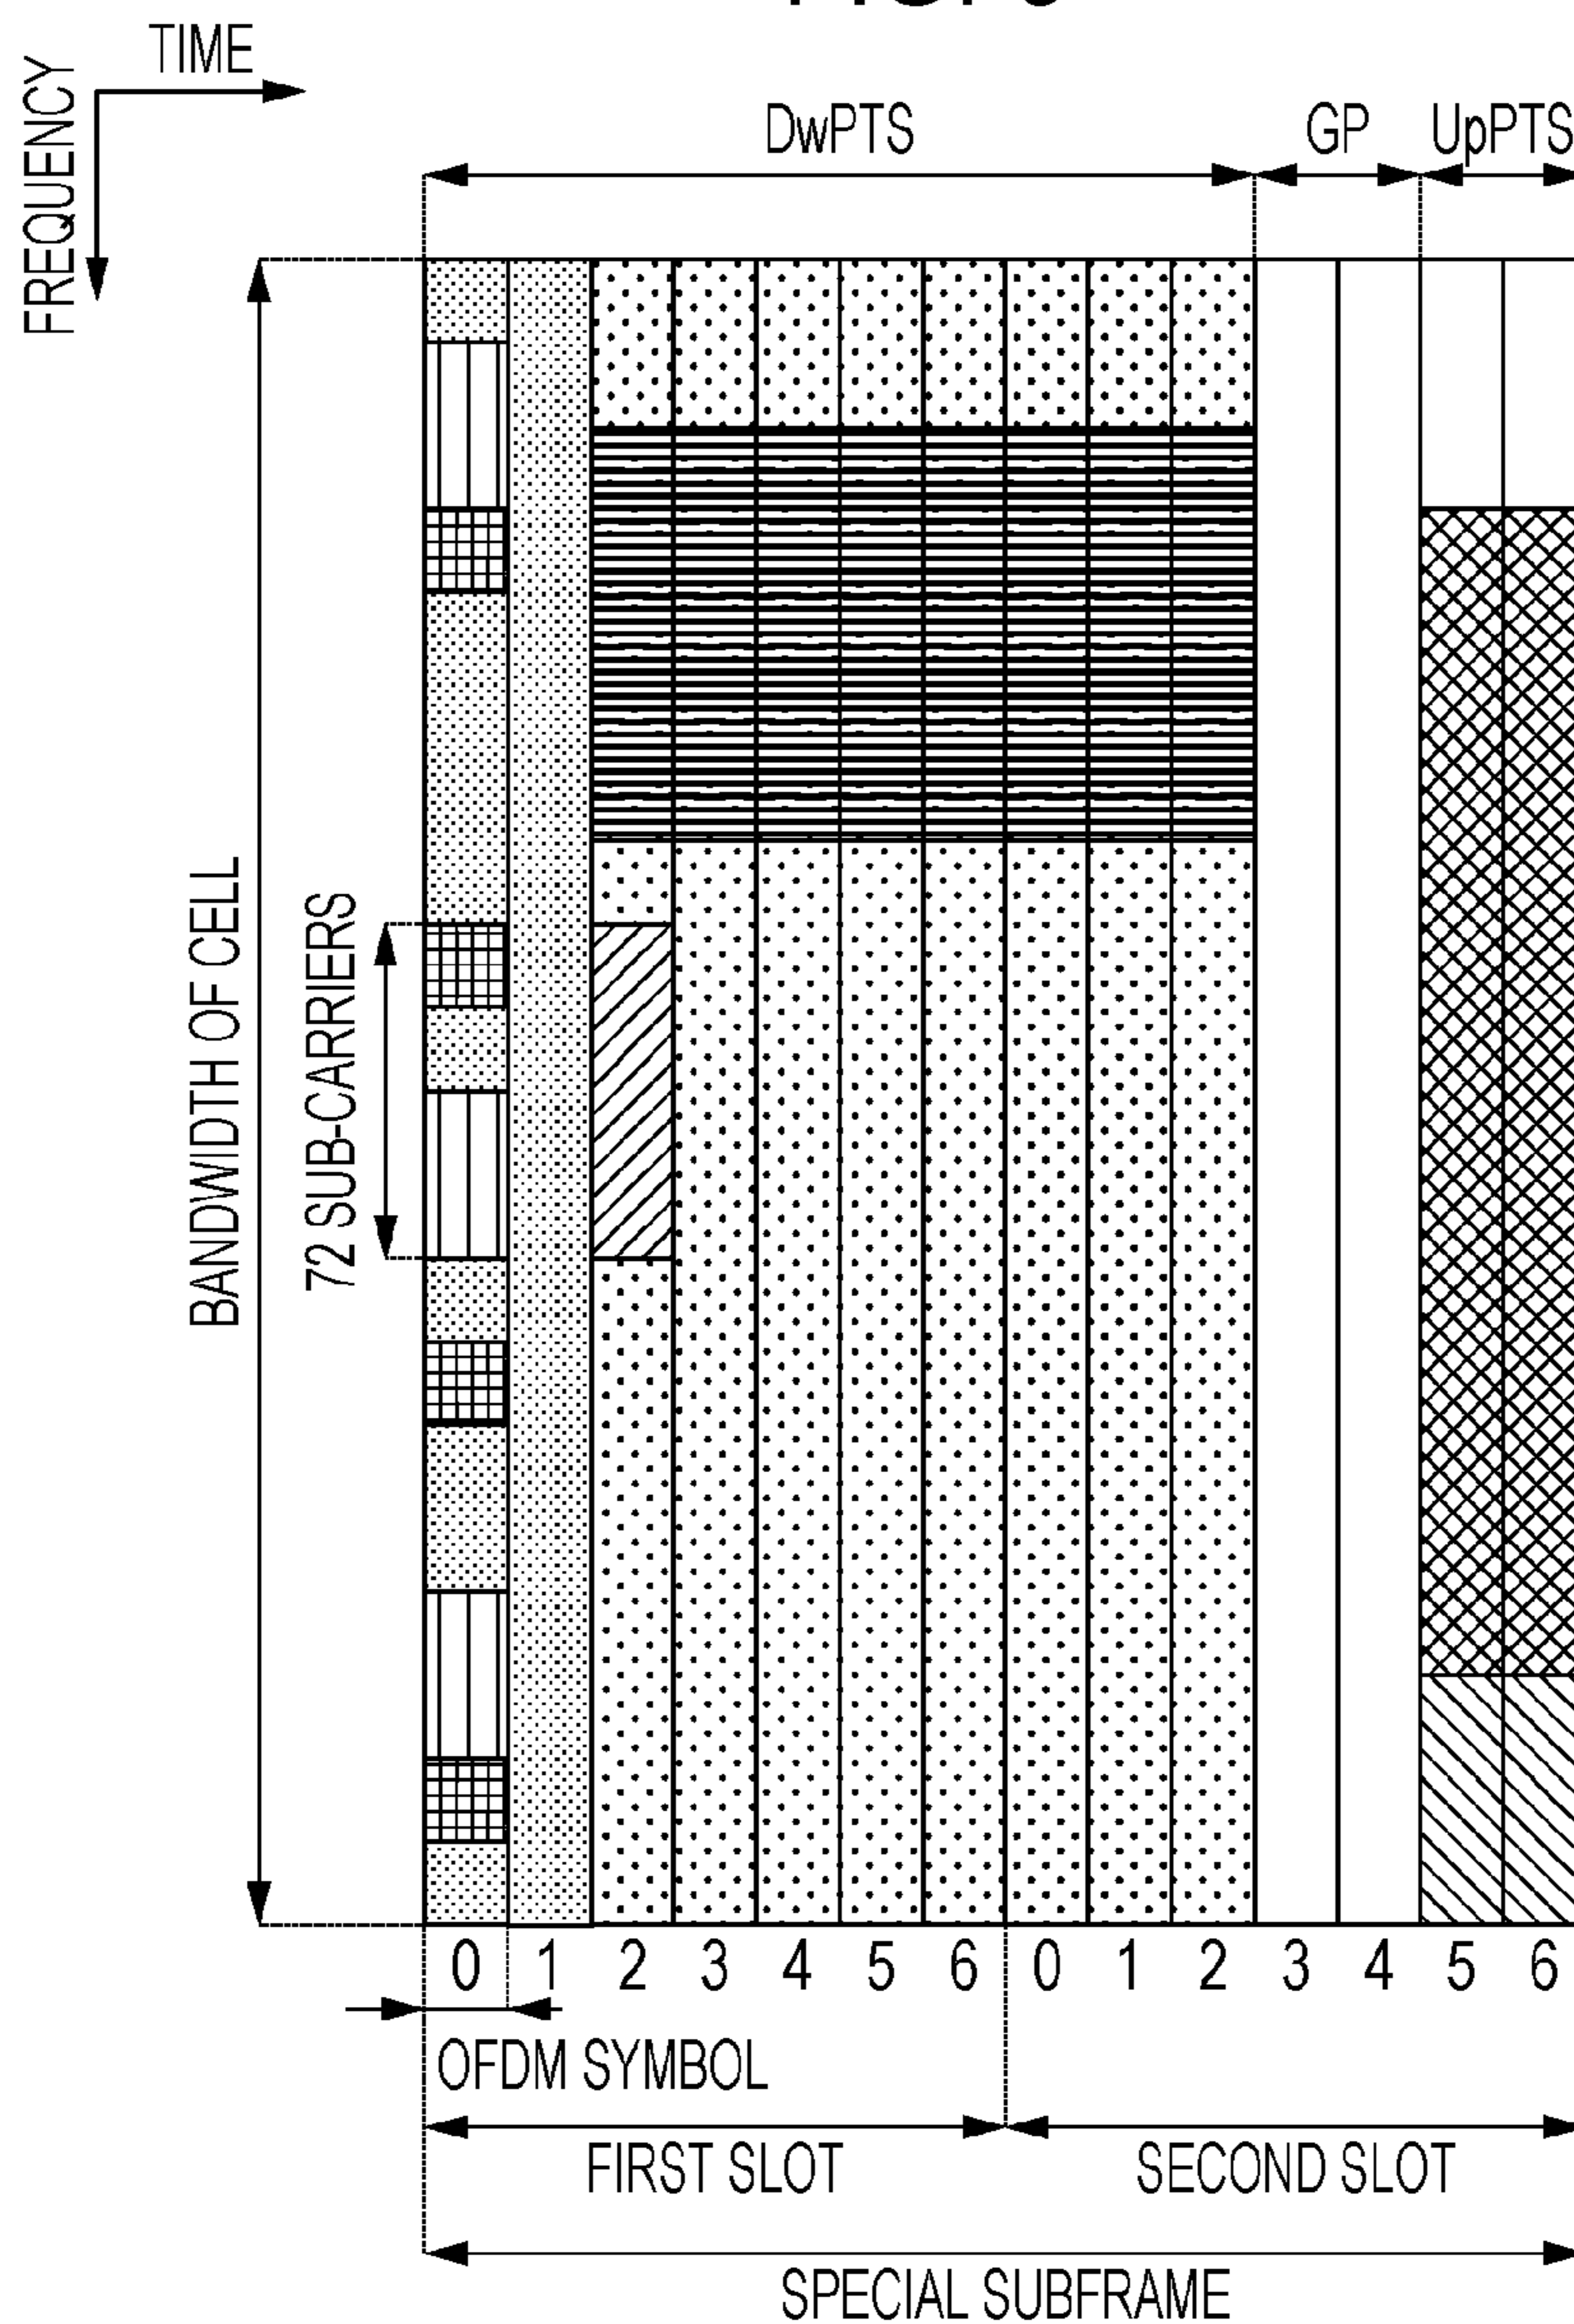 TIME
FREQUENCY
DwPTS GP UpPTS
BANDWIDTH OF CELL
72 SUB-CARRIERS
0 1 2 3 4 5 6 0 1 2 3 4 5 6
OFDM SYMBOL
FIRST SLOT SECOND SLOT
SPECIAL SUBFRAME